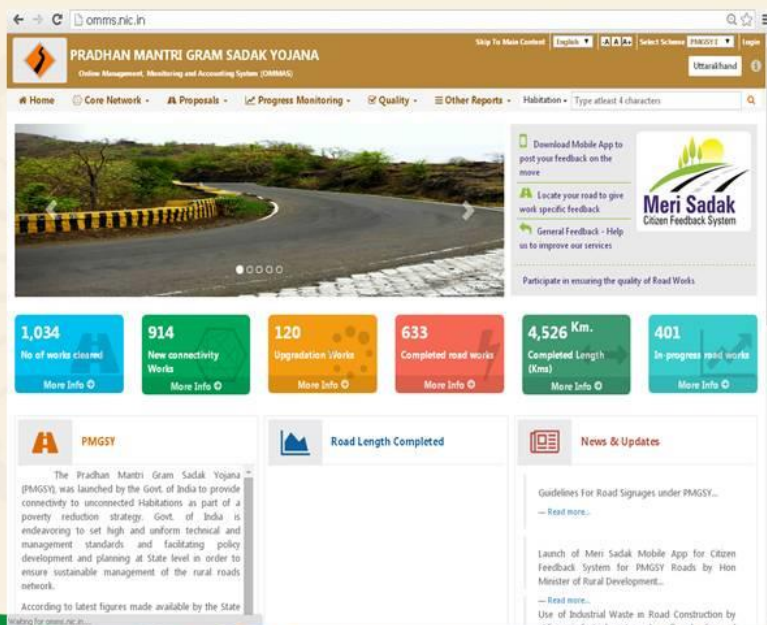 omms.nic.in
PRADHAN MANTRI GRAM SADAK YOJANA
Online Management, Monitoring and Accounting System (OMMAS)
Skip To Main Content English -A A A+ Select Scheme PMGSY I Login
Uttarakhand
Home Core Network Proposals Progress Monitoring Quality Other Reports Habitation Type atleast 4 characters
Download Mobile App to
post your feedback on the
move
Locate your road to give
work specific feedback
General Feedback - Help
us to improve our services
Meri Sadak
Citizen Feedback System
Participate in ensuring the quality of Road Works
1,034
No of works cleared
More Info
914
New connectivity
Works
More Info
120
Upgradation Works
More Info
633
Completed road works
More Info
4,526 Km.
Completed Length
(Kms)
More Info
401
In-progress road works
More Info
PMGSY
The Pradhan Mantri Gram Sadak Yojana
(PMGSY), was launched by the Govt. of India to provide
connectivity to unconnected Habitations as part of a
poverty reduction strategy. Govt. of India is
endeavoring to set high and uniform technical and
management standards and facilitating policy
development and planning at State level in order to
ensure sustainable management of the rural roads
network.
According to latest figures made available by the State
Waiting for omms.nic.in...
Road Length Completed
News & Updates
Guidelines For Road Signages under PMGSY...
— Read more..
Launch of Meri Sadak Mobile App for Citizen
Feedback System for PMGSY Roads by Hon
Minister of Rural Development...
— Read more..
Use of Industrial Waste in Road Construction by